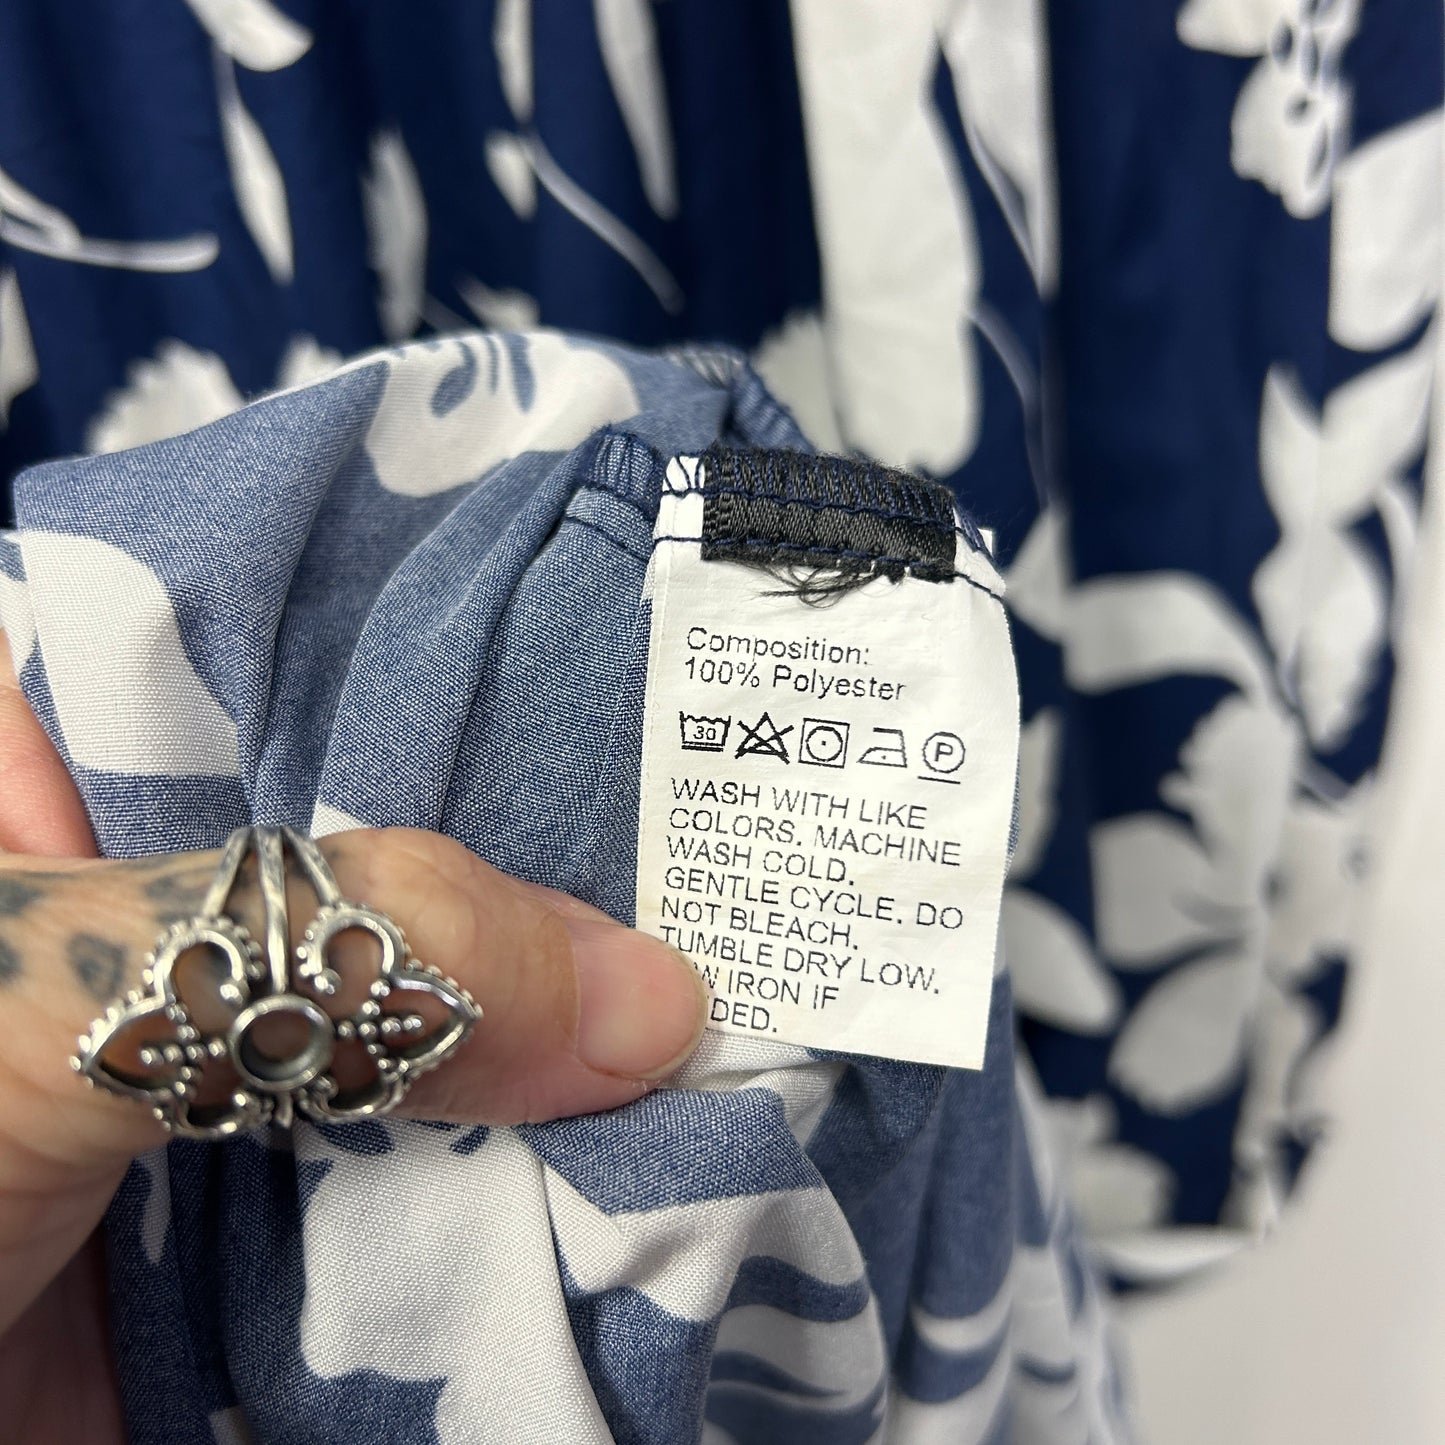 Composition:
100% Polyester
30 P
WASH WITH LIKE
COLORS. MACHINE
WASH COLD.
GENTLE CYCLE. DO
NOT BLEACH.
TUMBLE DRY LOW.
IRON IF